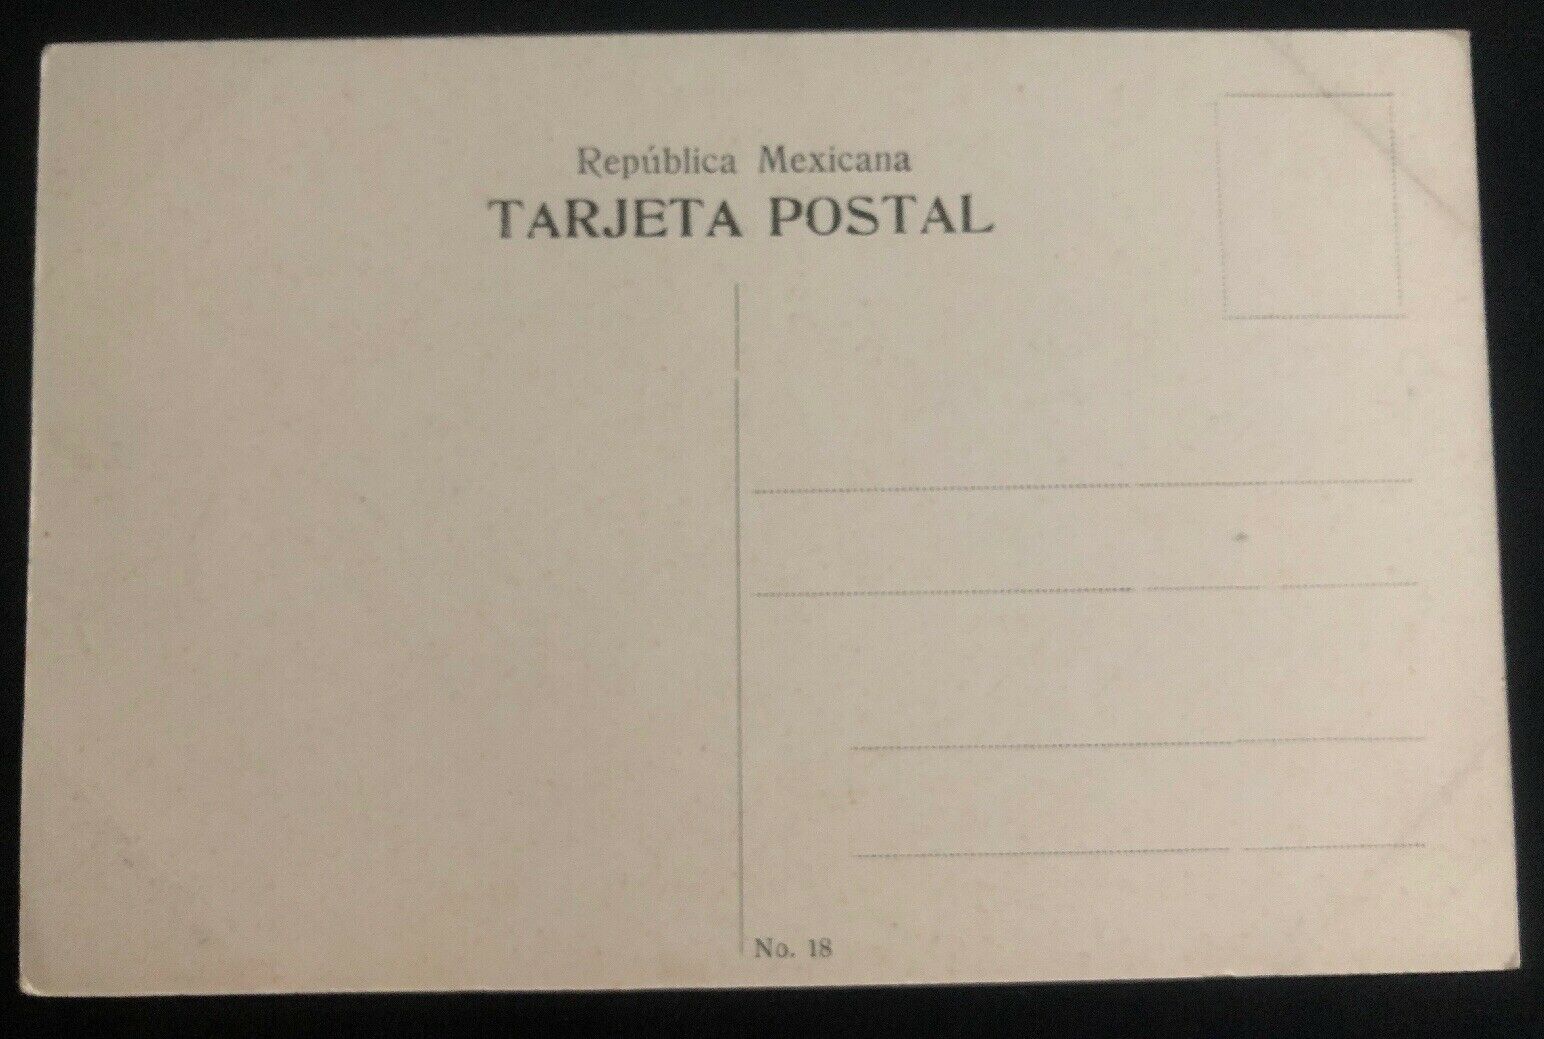 República Mexicana
TARJETA POSTAL
No. 18